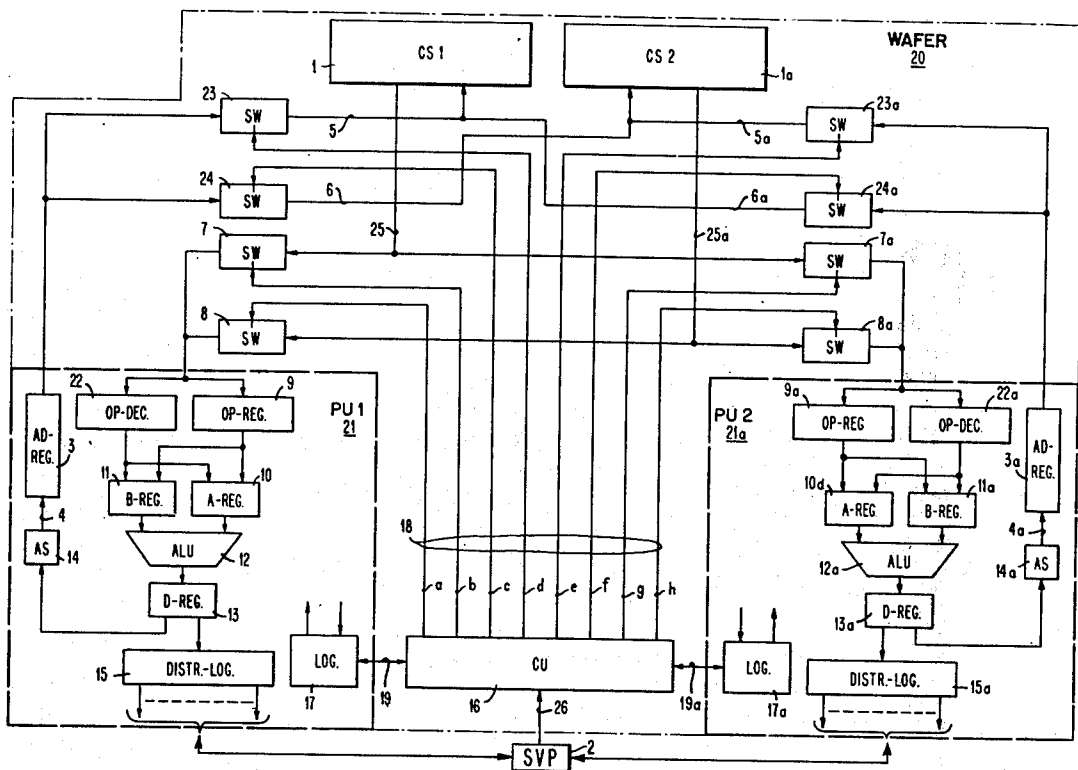 WAFER
20
CS 1
1
CS 2
1a
23
SW
5
5a
23a
SW
24
SW
6
6a
24a
SW
7
SW
25
25a
7a
SW
8
SW
8a
SW
22
OP-DEC.
9
OP-REG.
PU 1
21
AD-
REG.
3
11
B-REG.
A-REG.
10
4
AS
14
ALU
12
D-REG.
13
15
DISTR.-LOG.
LOG.
17
19
18
a
b
c
d
e
f
g
h
CU
16
26
19a
PU 2
21a
9a
OP-REG
22a
OP-DEC.
3a
AD-
REG.
10a
A-REG.
11a
B-REG.
4a
AS
14a
ALU
12a
D-REG.
13a
LOG.
17a
DISTR.-LOG.
15a
SVP
2